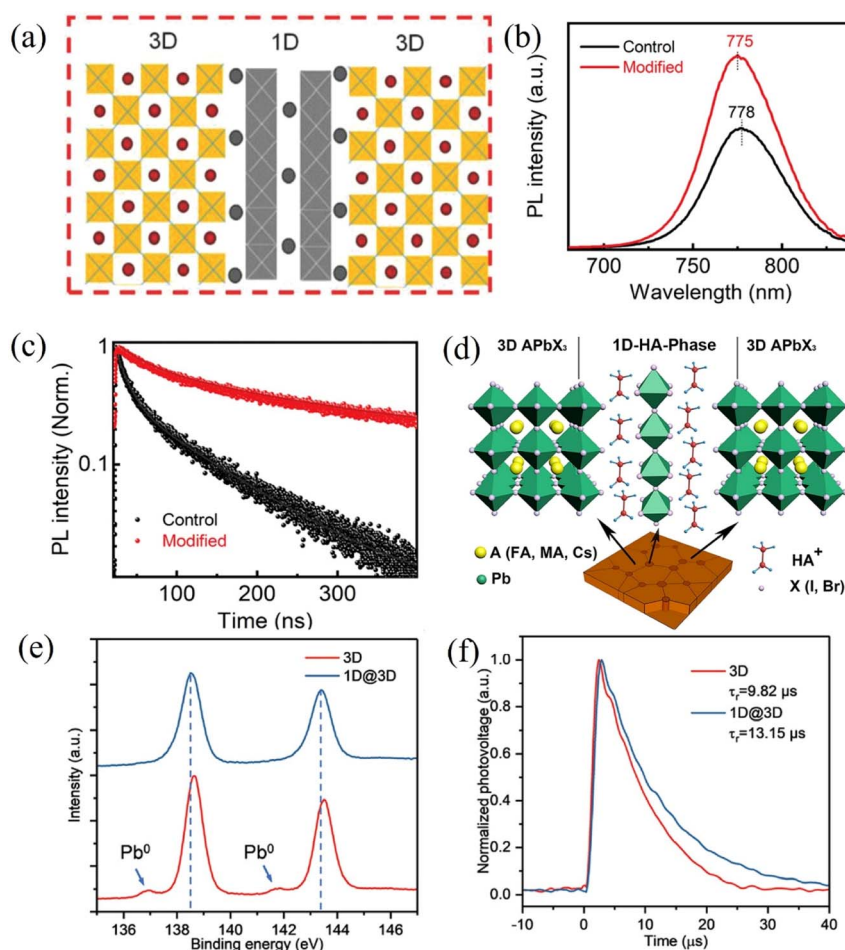 (a)
3D 1D 3D
(b)
PL intensity (a.u.)
Control
Modified
775
778
700 750 800
Wavelength (nm)
(c)
PL intensity (Norm.)
1
0.1
Control
Modified
100 200 300
Time (ns)
(d)
3D APbX₃ 1D-HA-Phase 3D APbX₃
A (FA, MA, Cs)
Pb
HA⁺
X (I, Br)
(e)
Intensity (a.u.)
3D
1D@3D
Pb⁰ Pb⁰
136 138 140 142 144 146
Binding energy (eV)
(f)
Normalized photovoltage (a.u.)
1.0
0.8
0.6
0.4
0.2
0.0
3D
τᵣ=9.82 μs
1D@3D
τᵣ=13.15 μs
-10 0 10 20 30 40
Time (μs)